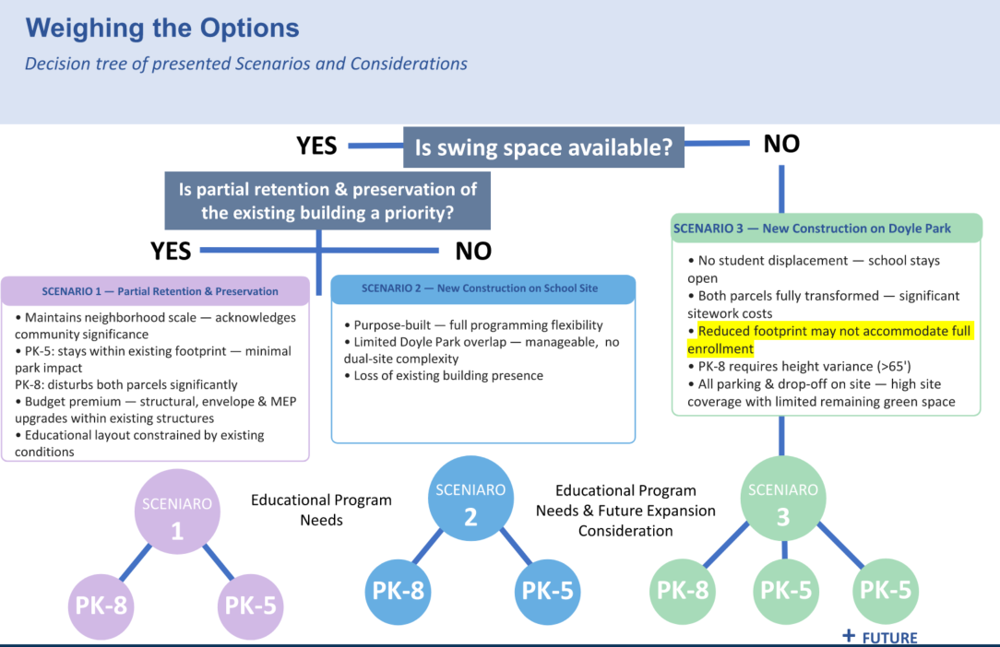 Weighing the Options
Decision tree of presented Scenarios and Considerations
YES
Is swing space available?
NO
Is partial retention & preservation of
the existing building a priority?
YES
NO
SCENARIO 1 — Partial Retention & Preservation
• Maintains neighborhood scale — acknowledges
community significance
• PK-5: stays within existing footprint — minimal
park impact
PK-8: disturbs both parcels significantly
• Budget premium — structural, envelope & MEP
upgrades within existing structures
• Educational layout constrained by existing
conditions
SCENARIO 2 — New Construction on School Site
• Purpose-built — full programming flexibility
• Limited Doyle Park overlap — manageable, no
dual-site complexity
• Loss of existing building presence
SCENARIO 3 — New Construction on Doyle Park
• No student displacement — school stays
open
• Both parcels fully transformed — significant
sitework costs
• Reduced footprint may not accommodate full
enrollment
• PK-8 requires height variance (>65')
• All parking & drop-off on site — high site
coverage with limited remaining green space
SCENIARO
1
Educational Program
Needs
SCENIARO
2
Educational Program
Needs & Future Expansion
Consideration
SCENIARO
3
PK-8
PK-5
PK-8
PK-5
PK-8
PK-5
PK-5
+ FUTURE